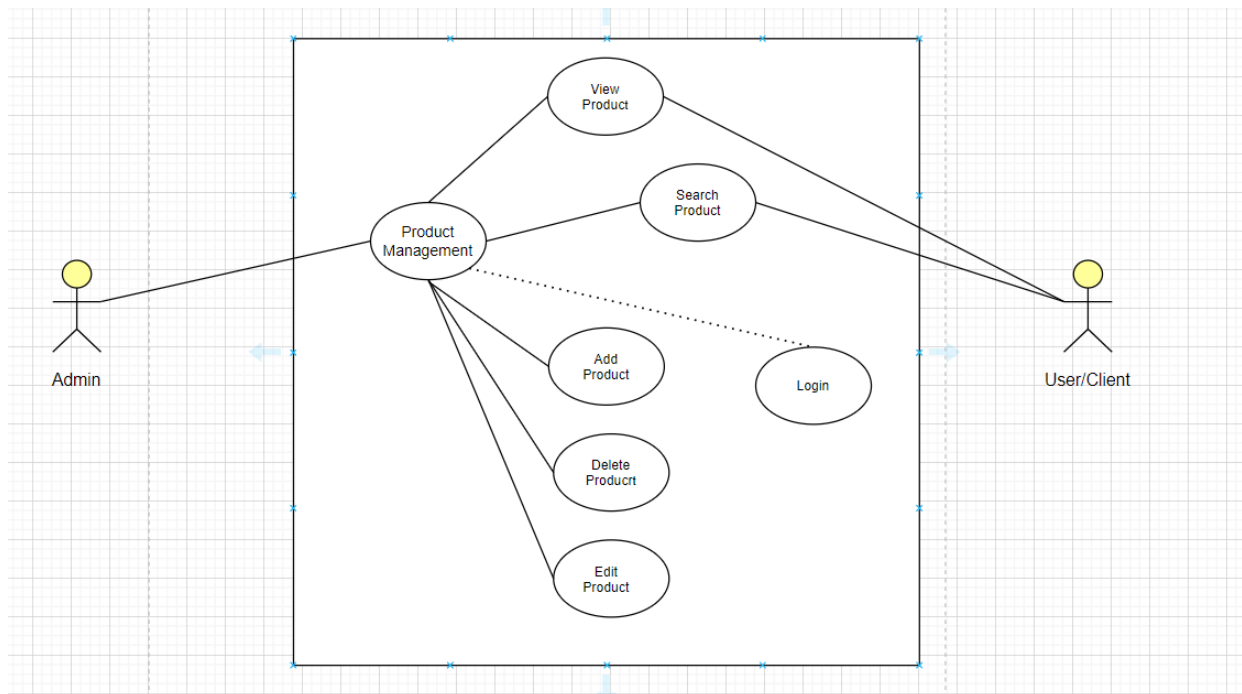 View
Product
Search
Product
Product
Management
Add
Product
Login
Admin
User/Client
Delete
Producrt
Edit
Product